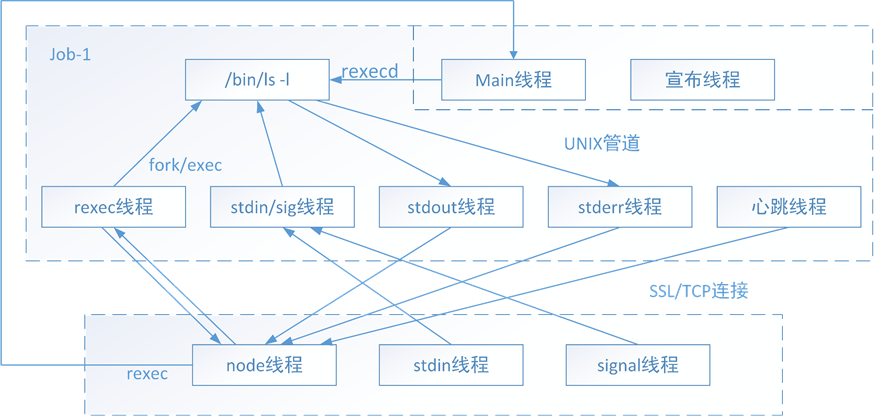 Job-1
/bin/ls -l
rexecd
Main线程
宣布线程
UNIX管道
fork/exec
rexec线程
stdin/sig线程
stdout线程
stderr线程
心跳线程
SSL/TCP连接
rexec
node线程
stdin线程
signal线程